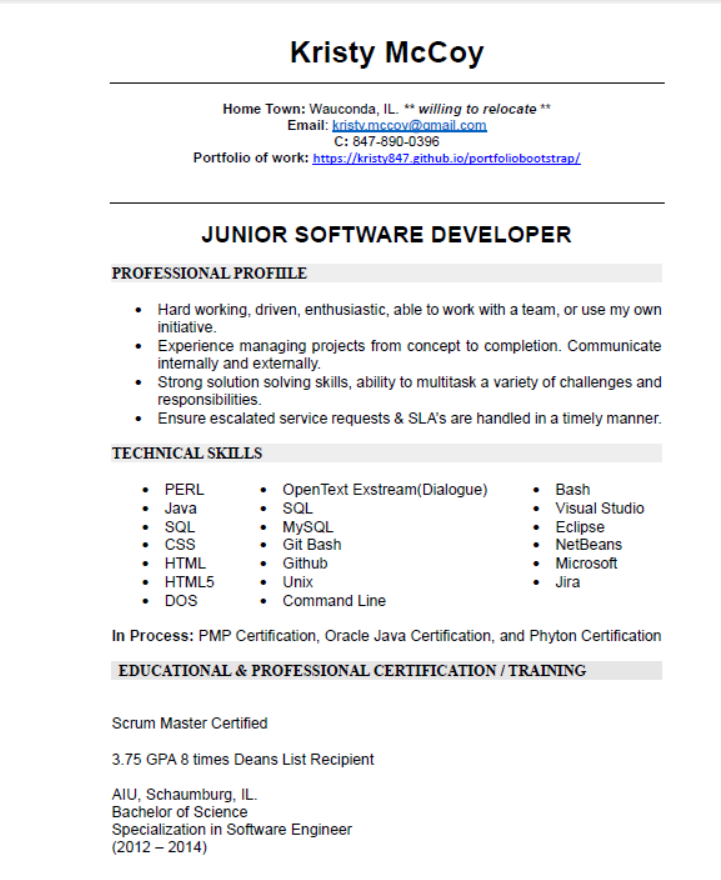 Kristy McCoy
Home Town: Wauconda, IL. ** willing to relocate **
Email: kristy.mccoy@gmail.com
C: 847-890-0396
Portfolio of work: https://kristy847.github.io/portfoliobootstrap/
JUNIOR SOFTWARE DEVELOPER
PROFESSIONAL PROFIILE
• Hard working, driven, enthusiastic, able to work with a team, or use my own
initiative.
• Experience managing projects from concept to completion. Communicate
internally and externally.
• Strong solution solving skills, ability to multitask a variety of challenges and
responsibilities.
• Ensure escalated service requests & SLA's are handled in a timely manner.
TECHNICAL SKILLS
• PERL
• Java
• SQL
• CSS
• HTML
• HTML5
• DOS
• OpenText Exstream(Dialogue)
• SQL
• MySQL
• Git Bash
• Github
• Unix
• Command Line
• Bash
• Visual Studio
• Eclipse
• NetBeans
• Microsoft
• Jira
In Process: PMP Certification, Oracle Java Certification, and Phyton Certification
EDUCATIONAL & PROFESSIONAL CERTIFICATION / TRAINING
Scrum Master Certified
3.75 GPA 8 times Deans List Recipient
AIU, Schaumburg, IL.
Bachelor of Science
Specialization in Software Engineer
(2012 – 2014)